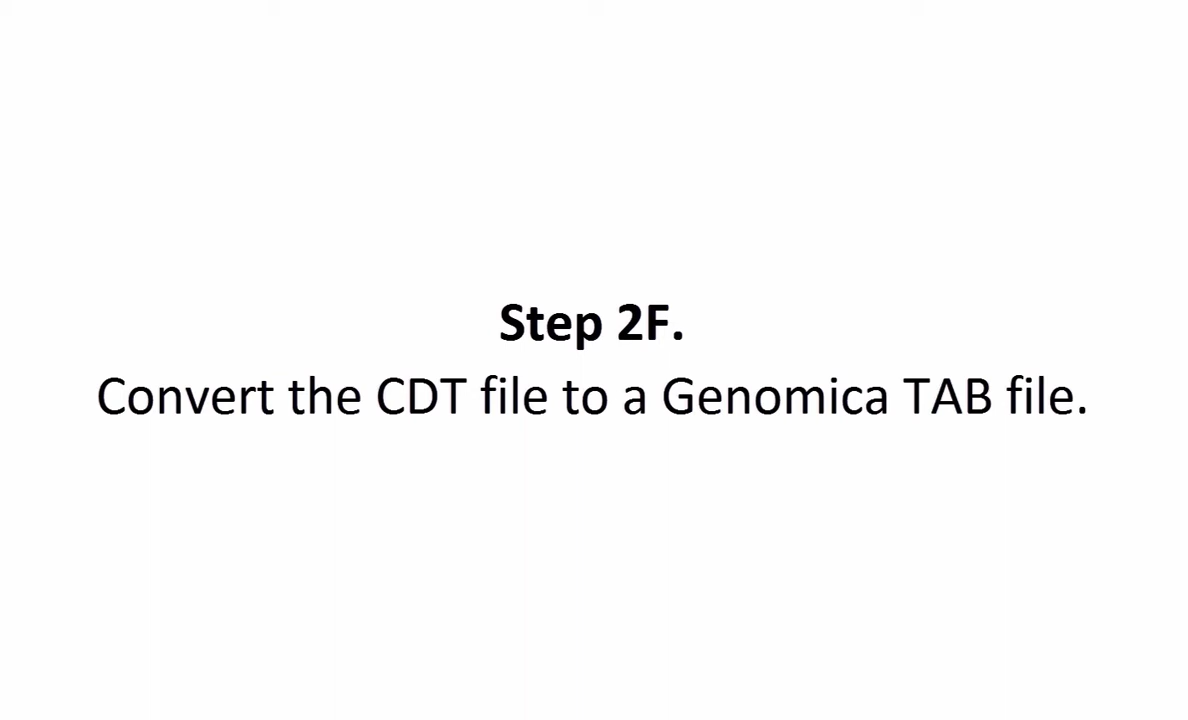 Step 2F.
Convert the CDT file to a Genomica TAB file.